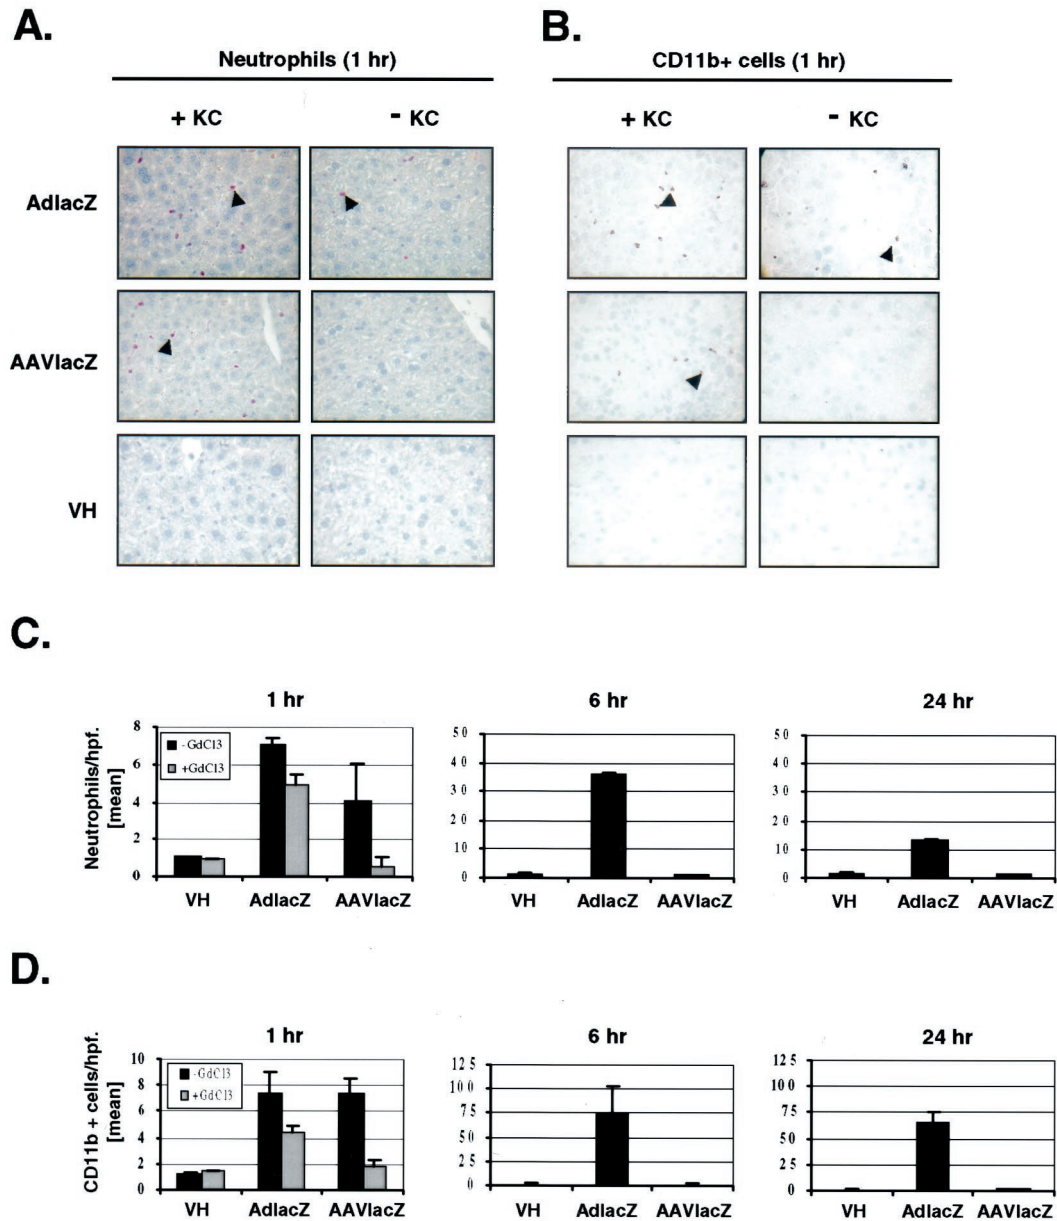 A.
B.
Neutrophils (1 hr)
CD11b+ cells (1 hr)
+ KC
- KC
+ KC
- KC
AdlacZ
AAVlacZ
VH
C.
1 hr
6 hr
24 hr
Neutrophils/hpf.
[mean]
8
6
4
2
0
-GdCl3
+GdCl3
VH AdlacZ AAVlacZ
50
40
30
20
10
0
VH AdlacZ AAVlacZ
50
40
30
20
10
0
VH AdlacZ AAVlacZ
D.
1 hr
6 hr
24 hr
CD11b + cells/hpf.
[mean]
10
8
6
4
2
0
-GdCl3
+GdCl3
VH AdlacZ AAVlacZ
125
100
75
50
25
0
VH AdlacZ AAVlacZ
125
100
75
50
25
0
VH AdlacZ AAVlacZ